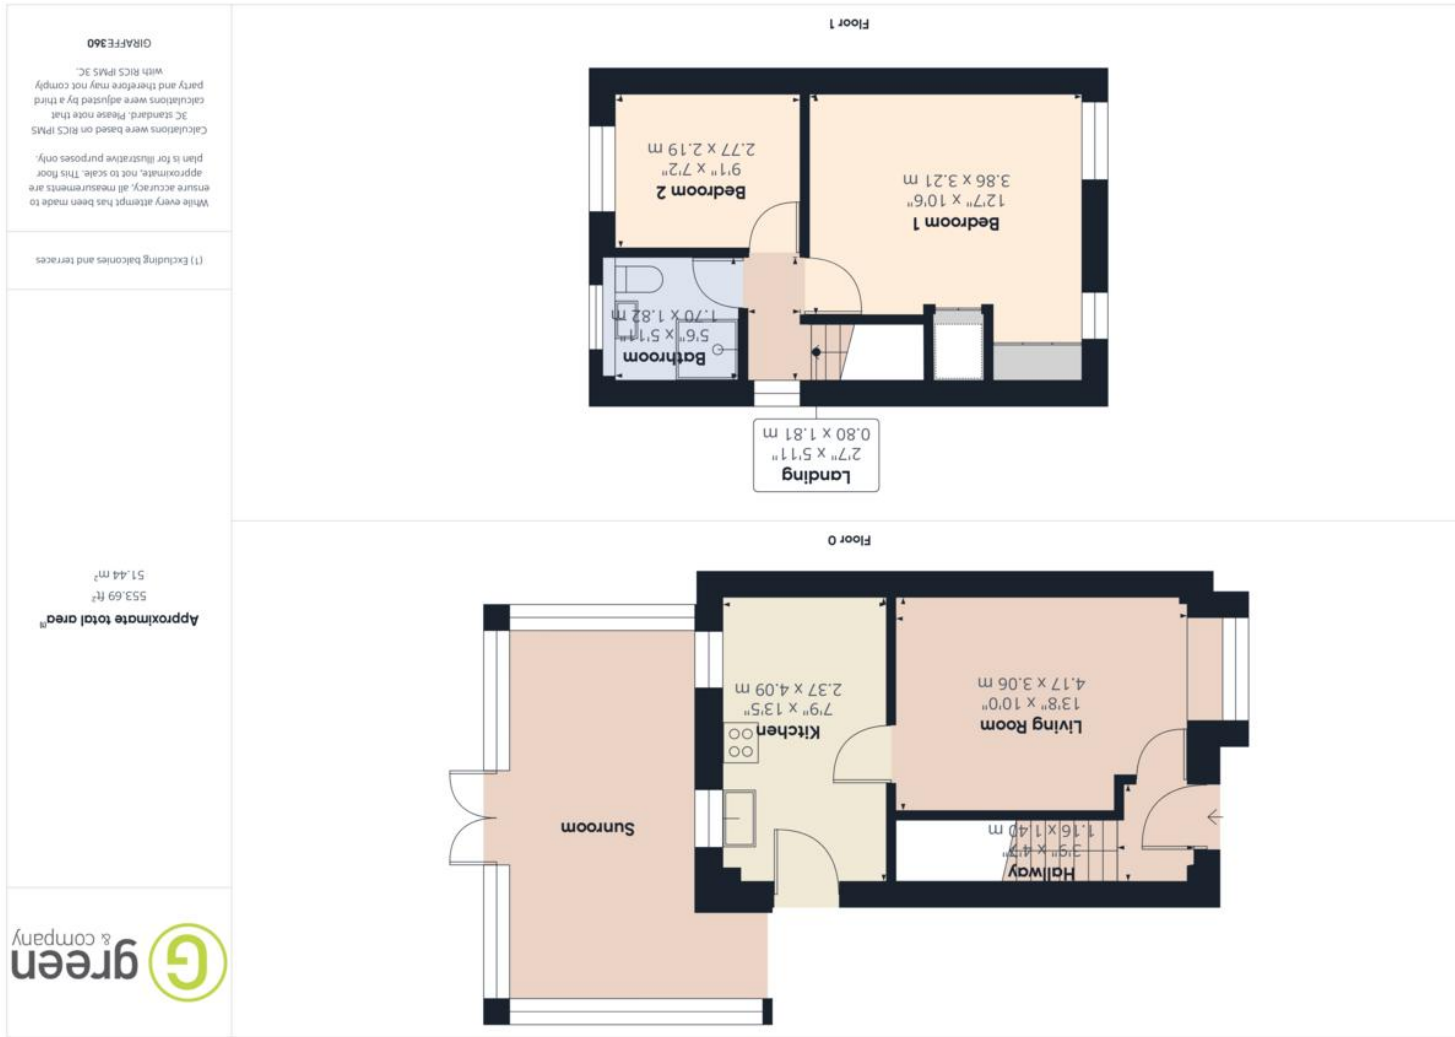 green
& company
Approximate total area(1)
553.69 ft²
51.44 m²
(1) Excluding balconies and terraces
While every attempt has been made to
ensure accuracy, all measurements are
approximate, not to scale. This floor
plan is for illustrative purposes only.
Calculations were based on RICS IPMS
3C standard. Please note that
calculations were adjusted by a third
party and therefore may not comply
with RICS IPMS 3C.
GIRAFFE360
Hallway
3'9" x 4'7"
1.16 x 1.40 m
Living Room
13'8" x 10'0"
4.17 x 3.06 m
Kitchen
7'9" x 13'5"
2.37 x 4.09 m
Sunroom
Floor 0
Landing
2'7" x 5'11"
0.80 x 1.81 m
Bathroom
5'6" x 5'11"
1.70 x 1.82 m
Bedroom 1
12'7" x 10'6"
3.86 x 3.21 m
Bedroom 2
9'1" x 7'2"
2.77 x 2.19 m
Floor 1